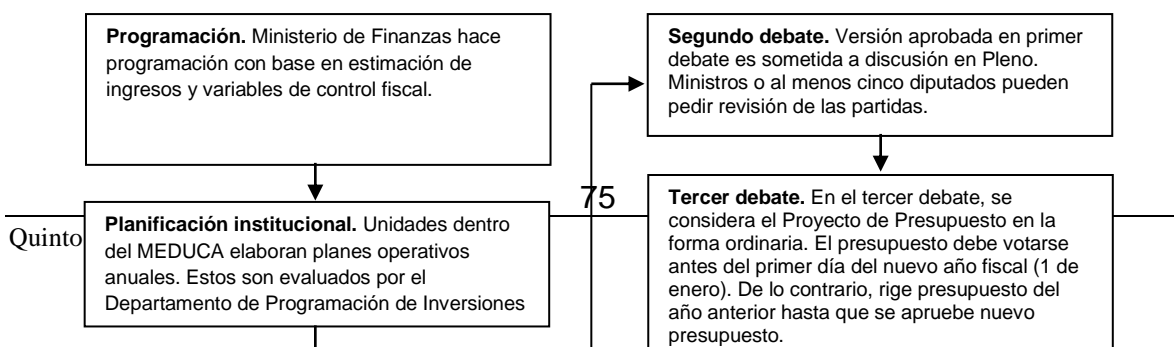 Programación. Ministerio de Finanzas hace
programación con base en estimación de
ingresos y variables de control fiscal.
Planificación institucional. Unidades dentro
del MEDUCA elaboran planes operativos
anuales. Estos son evaluados por el
Departamento de Programación de Inversiones
Segundo debate. Versión aprobada en primer
debate es sometida a discusión en Pleno.
Ministros o al menos cinco diputados pueden
pedir revisión de las partidas.
Tercer debate. En el tercer debate, se
considera el Proyecto de Presupuesto en la
forma ordinaria. El presupuesto debe votarse
antes del primer día del nuevo año fiscal (1 de
enero). De lo contrario, rige presupuesto del
año anterior hasta que se apruebe nuevo
presupuesto.
75
Quinto